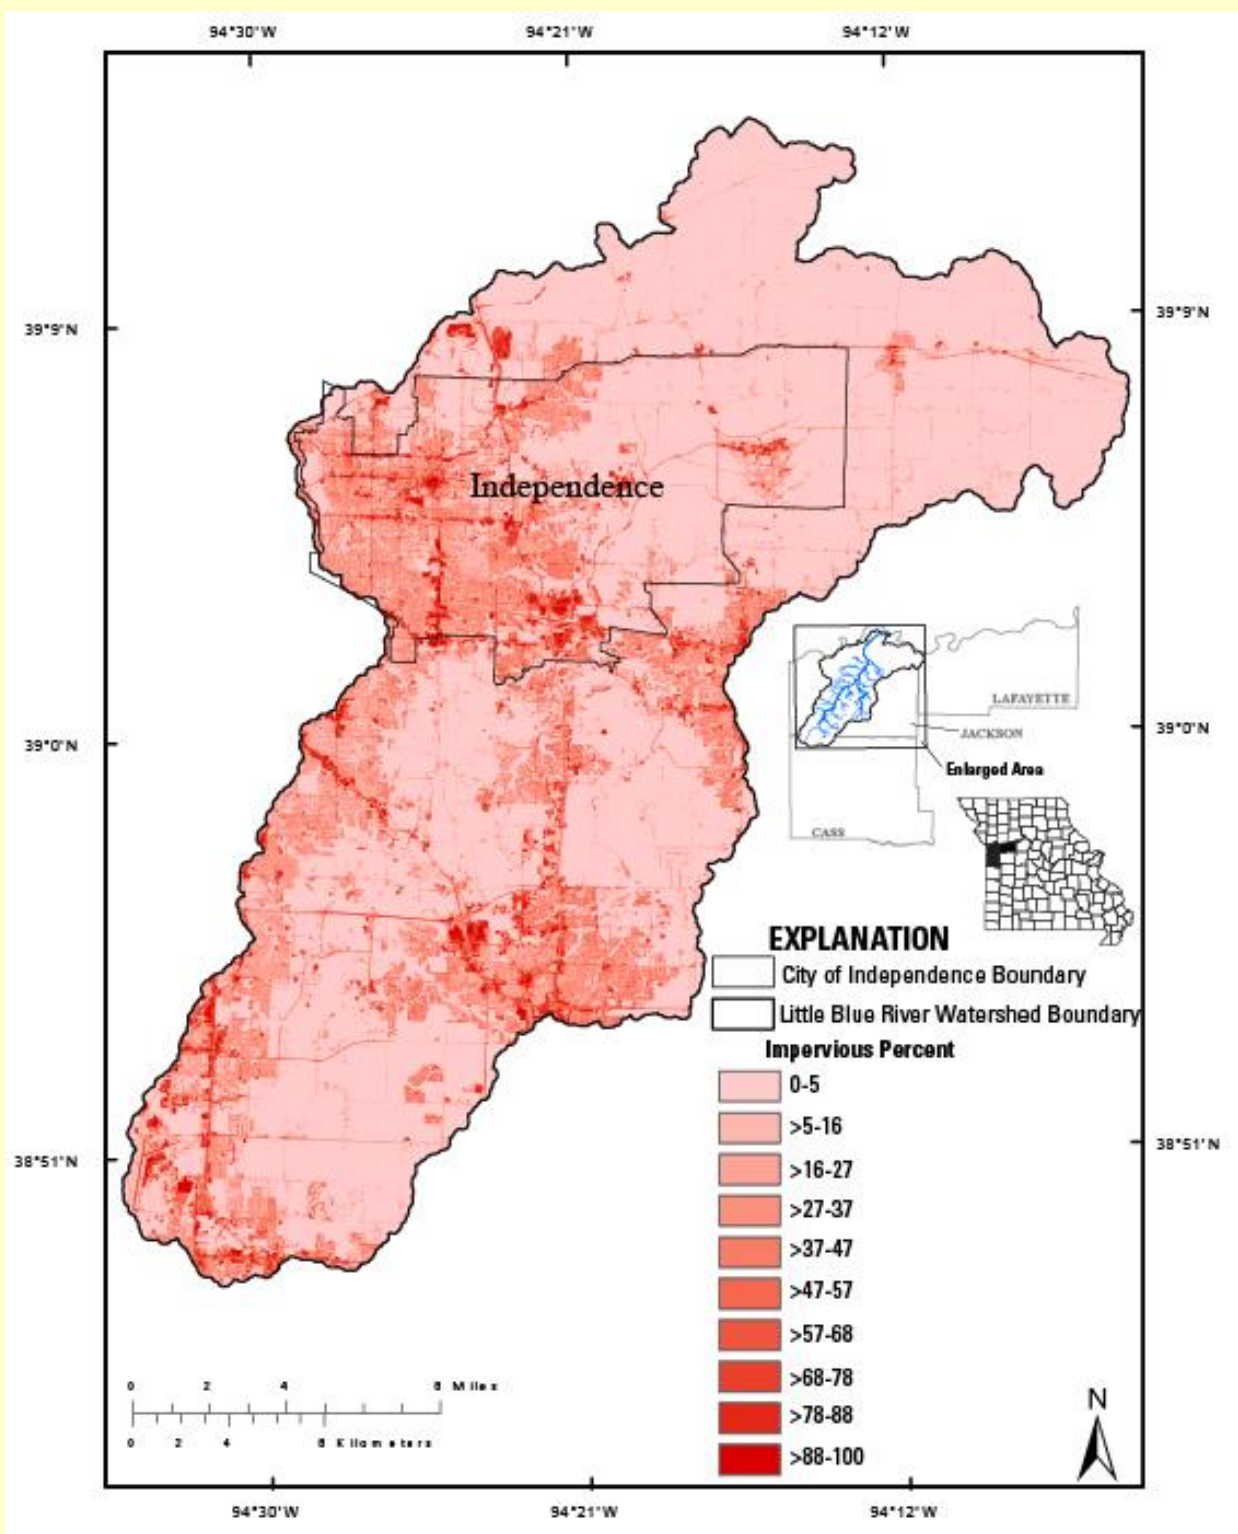 94°30'W 94°21'W 94°12'W
39°9'N 39°9'N
Independence
LAFAYETTE
JACKSON
39°0'N 39°0'N
Enlarged Area
CASS
EXPLANATION
City of Independence Boundary
Little Blue River Watershed Boundary
Impervious Percent
0-5
>5-16
38°51'N 38°51'N
>16-27
>27-37
>37-47
>47-57
>57-68
>68-78
>78-88
>88-100
0 2 4 8 Miles
0 2 4 8 Kilometers
N
94°30'W 94°21'W 94°12'W